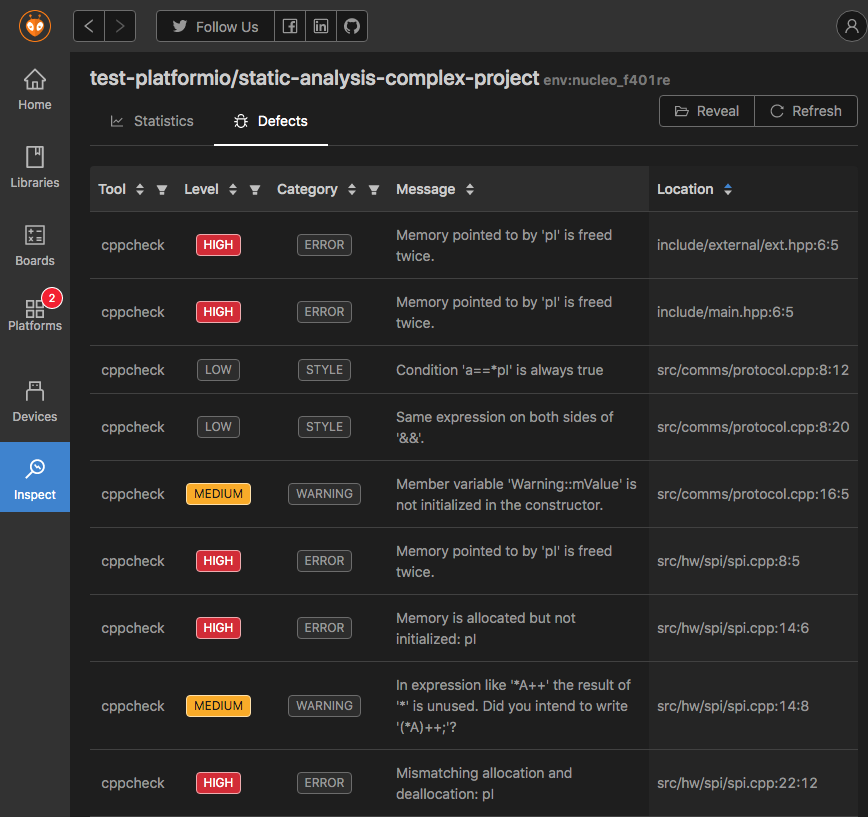 Follow Us
Home
Libraries
Boards
2
Platforms
Devices
Inspect
test-platformio/static-analysis-complex-project env:nucleo_f401re
Statistics
Defects
Reveal
Refresh
Tool Level Category Message Location
cppcheck HIGH ERROR Memory pointed to by 'pl' is freed
twice.
include/external/ext.hpp:6:5
cppcheck HIGH ERROR Memory pointed to by 'pl' is freed
twice.
include/main.hpp:6:5
cppcheck LOW STYLE Condition 'a==*pl' is always true src/comms/protocol.cpp:8:12
cppcheck LOW STYLE Same expression on both sides of
'&&'.
src/comms/protocol.cpp:8:20
cppcheck MEDIUM WARNING Member variable 'Warning::mValue' is
not initialized in the constructor.
src/comms/protocol.cpp:16:5
cppcheck HIGH ERROR Memory pointed to by 'pl' is freed
twice.
src/hw/spi/spi.cpp:8:5
cppcheck HIGH ERROR Memory is allocated but not
initialized: pl
src/hw/spi/spi.cpp:14:6
cppcheck MEDIUM WARNING In expression like '*A++' the result of
'*' is unused. Did you intend to write
'(*A)++;'?
src/hw/spi/spi.cpp:14:8
cppcheck HIGH ERROR Mismatching allocation and
deallocation: pl
src/hw/spi/spi.cpp:22:12